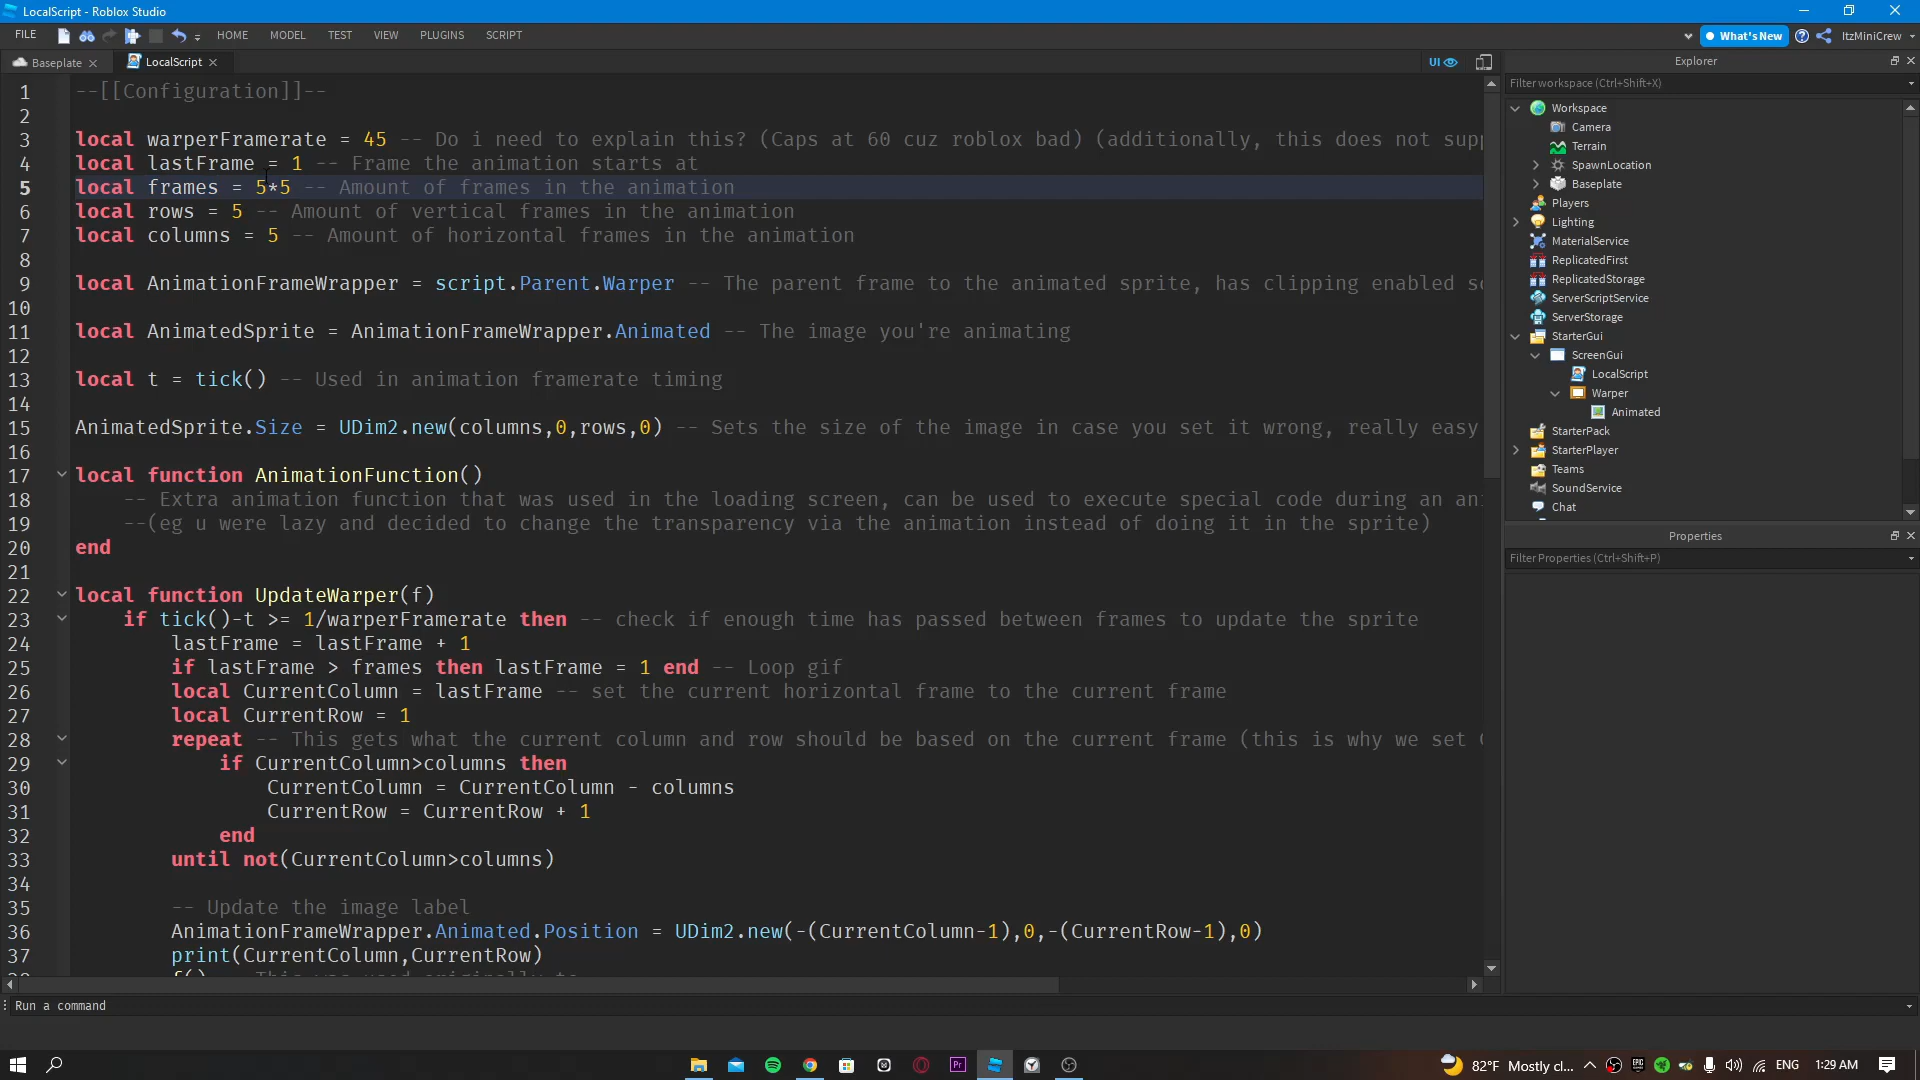 LocalScript - Roblox Studio
FILE
HOME
MODEL
TEST
VIEW
PLUGINS
SCRIPT
What's New
ItzMiniCrew
Baseplate
LocalScript
UI
1 --[[Configuration]]--
2
3 local warperFramerate = 45 -- Do i need to explain this? (Caps at 60 cuz roblox bad) (additionally, this does not sup
4 local lastFrame = 1 -- Frame the animation starts at
5 local frames = 5*5 -- Amount of frames in the animation
6 local rows = 5 -- Amount of vertical frames in the animation
7 local columns = 5 -- Amount of horizontal frames in the animation
8
9 local AnimationFrameWrapper = script.Parent.Warper -- The parent frame to the animated sprite, has clipping enabled s
10
11 local AnimatedSprite = AnimationFrameWrapper.Animated -- The image you're animating
12
13 local t = tick() -- Used in animation framerate timing
14
15 AnimatedSprite.Size = UDim2.new(columns,0,rows,0) -- Sets the size of the image in case you set it wrong, really easy
16
17 local function AnimationFunction()
18 -- Extra animation function that was used in the loading screen, can be used to execute special code during an an
19 --(eg u were lazy and decided to change the transparency via the animation instead of doing it in the sprite)
20 end
21
22 local function UpdateWarper(f)
23 if tick()-t >= 1/warperFramerate then -- check if enough time has passed between frames to update the sprite
24 lastFrame = lastFrame + 1
25 if lastFrame > frames then lastFrame = 1 end -- Loop gif
26 local CurrentColumn = lastFrame -- set the current horizontal frame to the current frame
27 local CurrentRow = 1
28 repeat -- This gets what the current column and row should be based on the current frame (this is why we set
29 if CurrentColumn>columns then
30 CurrentColumn = CurrentColumn - columns
31 CurrentRow = CurrentRow + 1
32 end
33 until not(CurrentColumn>columns)
34
35 -- Update the image label
36 AnimationFrameWrapper.Animated.Position = UDim2.new(-(CurrentColumn-1),0,-(CurrentRow-1),0)
37 print(CurrentColumn,CurrentRow)
Explorer
Filter workspace (Ctrl+Shift+X)
Workspace
Camera
Terrain
SpawnLocation
Baseplate
Players
Lighting
MaterialService
ReplicatedFirst
ReplicatedStorage
ServerScriptService
ServerStorage
StarterGui
ScreenGui
LocalScript
Warper
Animated
StarterPack
StarterPlayer
Teams
SoundService
Chat
Properties
Filter Properties (Ctrl+Shift+P)
Run a command
82°F Mostly cl...
ENG
1:29 AM